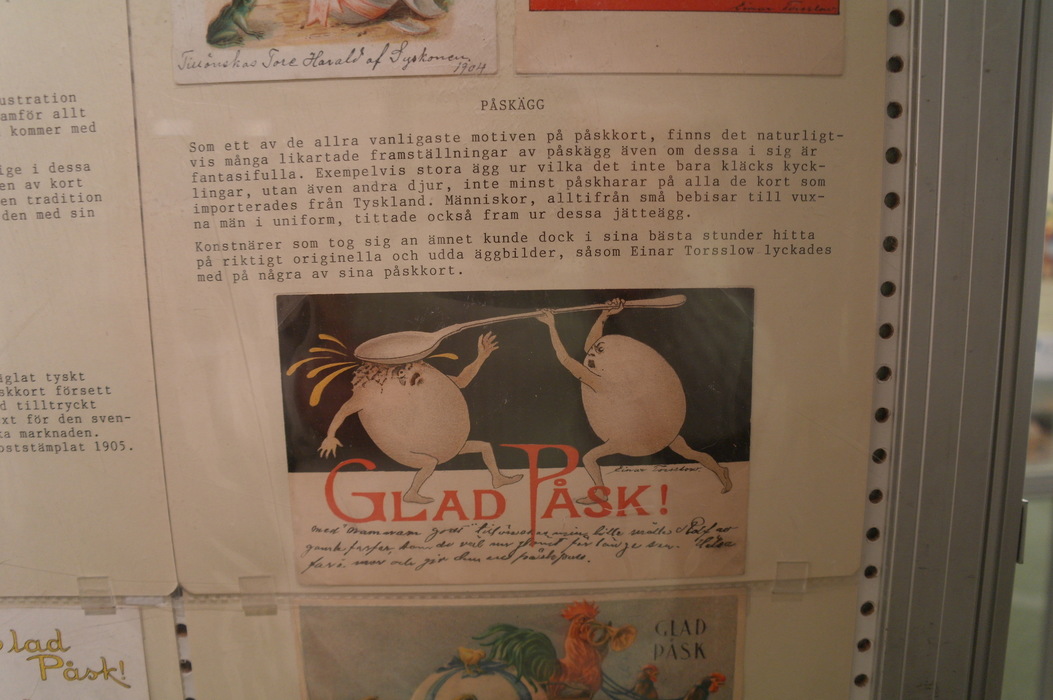 Tore Harald af Syskonen
1904
Einar Torsslow
ustration
amför allt
kommer med
ige i dessa
en av kort
en tradition
den med sin
äglat tyskt
skkort försett
d tilltryckt
xt för den sven-
ka marknaden.
oststämplat 1905.
PÅSKÄGG
Som ett av de allra vanligaste motiven på påskkort, finns det naturligt-
vis många likartade framställningar av påskägg även om dessa i sig är
fantasifulla. Exempelvis stora ägg ur vilka det inte bara kläcks kyck-
lingar, utan även andra djur, inte minst påskharar på alla de kort som
importerades från Tyskland. Människor, alltifrån små bebisar till vux-
na män i uniform, tittade också fram ur dessa jätteägg.
Konstnärer som tog sig an ämnet kunde dock i sina bästa stunder hitta
på riktigt originella och udda äggbilder, såsom Einar Torsslow lyckades
med på några av sina påskkort.
Einar Torsslow.
GLAD PÅSK!
lad
Påsk!
GLAD
PÅSK